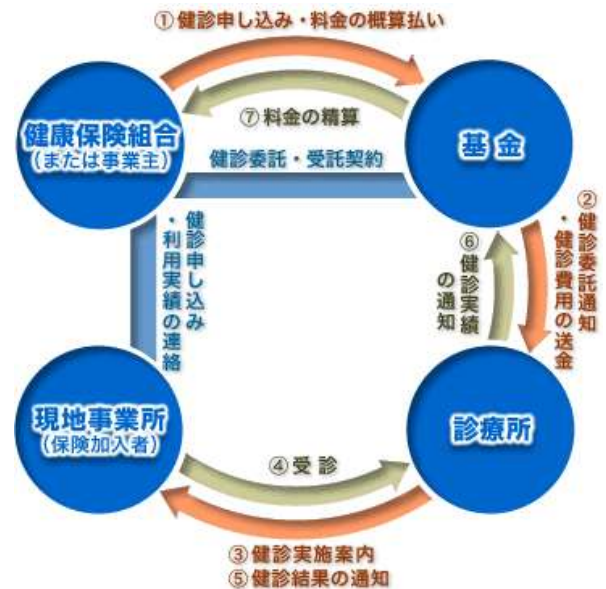 ①健診申し込み・料金の概算払い
⑦料金の精算
健康保険組合
(または事業主)
健診委託・受託契約
基金
②健診委託通知
・健診費用の送金
⑥健診実績
の通知
健診申し込み
・利用実績の連絡
現地事業所
(保険加入者)
診療所
④受診
③健診実施案内
⑤健診結果の通知